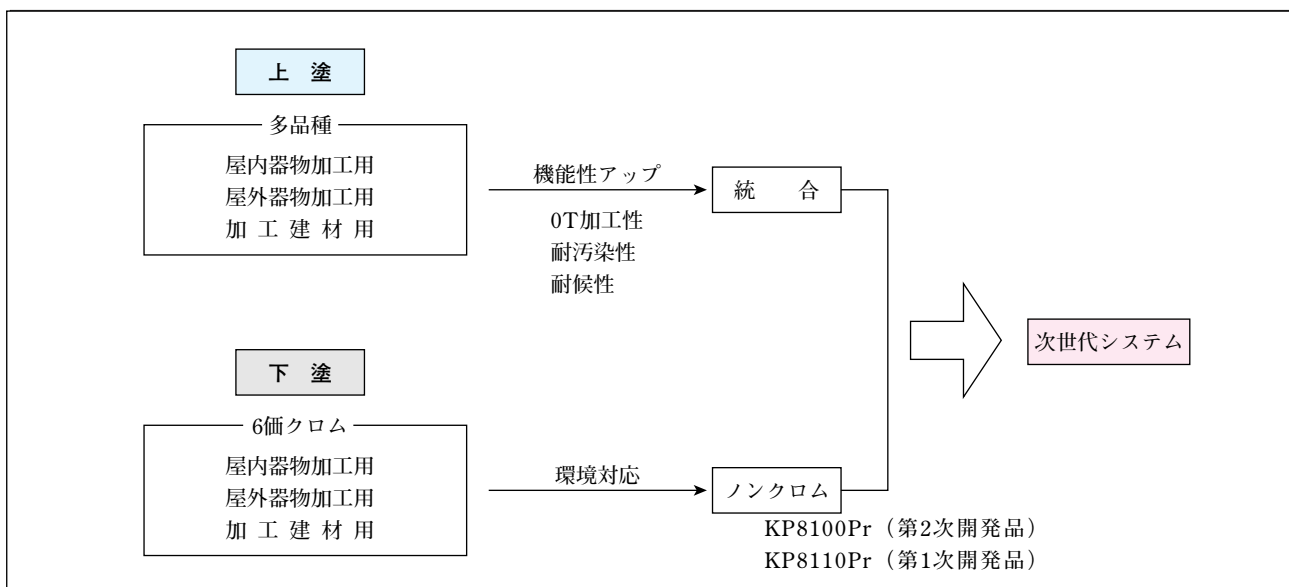 上　塗
多品種
屋内器物加工用
屋外器物加工用
加 工 建 材 用
機能性アップ
0T加工性
耐汚染性
耐候性
統　　合
次世代システム
下　塗
6価クロム
屋内器物加工用
屋外器物加工用
加 工 建 材 用
環境対応
ノンクロム
KP8100Pr（第2次開発品）
KP8110Pr（第1次開発品）